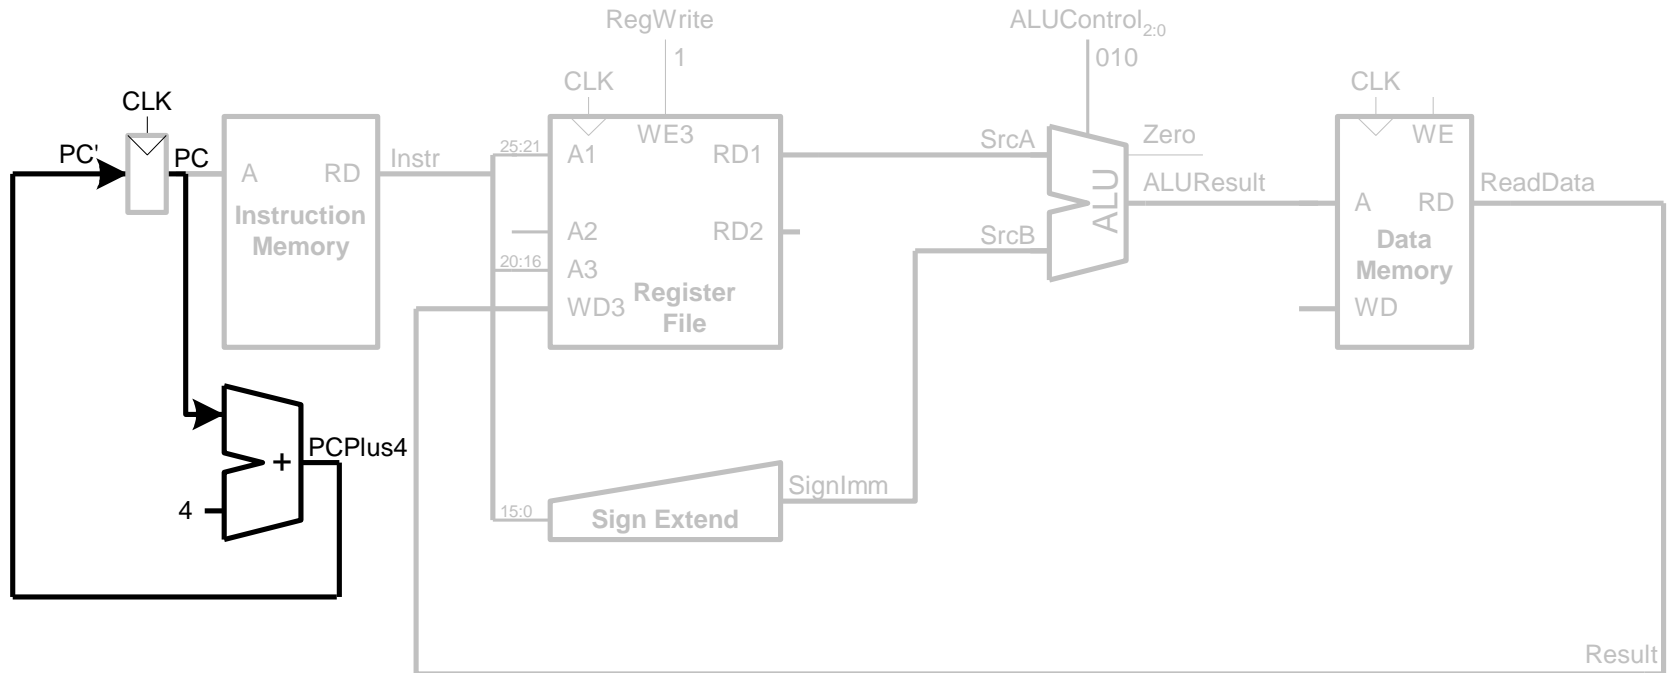 RegWrite
ALUControl2:0
1
010
CLK
CLK
CLK
WE3
WE
PC'
PC
A
RD
Instr
25:21
A1
RD1
SrcA
Zero
Instruction
Memory
ALU
ALUResult
A
RD
ReadData
A2
RD2
SrcB
Data
Memory
20:16
A3
WD3
Register
File
WD
PCPlus4
+
4
SignImm
15:0
Sign Extend
Result